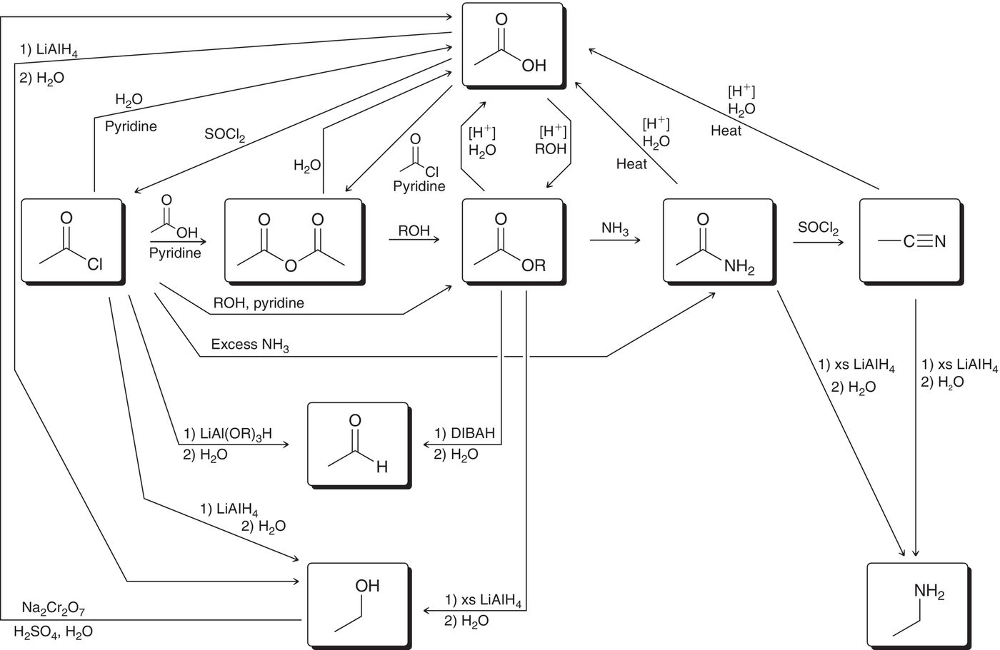 O
OH
1) LiAlH4
2) H2O
H2O
Pyridine
SOCl2
H2O
O
Cl
Pyridine
[H+]
H2O
[H+]
ROH
[H+]
H2O
Heat
[H+]
H2O
Heat
O
Cl
O
OH
Pyridine
O O
O
ROH
O
OR
NH3
O
NH2
SOCl2
C≡N
ROH, pyridine
Excess NH3
1) xs LiAlH4
2) H2O
1) xs LiAlH4
2) H2O
1) LiAl(OR)3H
2) H2O
O
H
1) DIBAH
2) H2O
1) LiAlH4
2) H2O
OH
1) xs LiAlH4
2) H2O
NH2
Na2Cr2O7
H2SO4, H2O